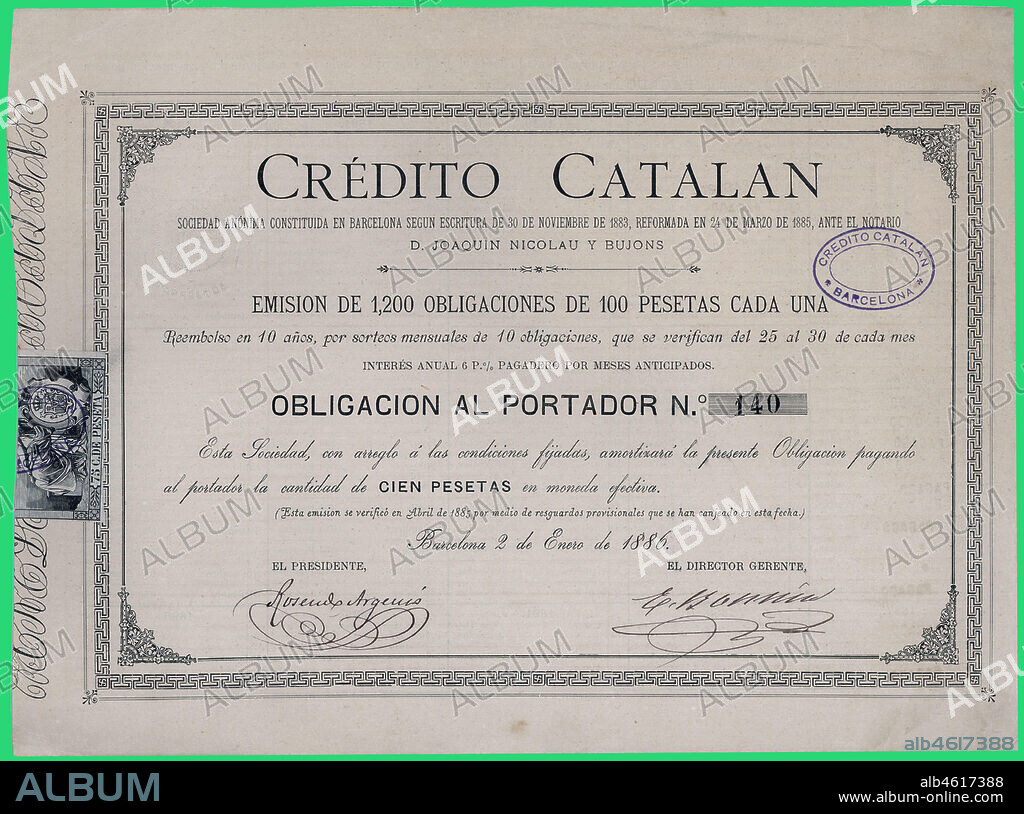 CRÉDITO CATALAN
SOCIEDAD ANÓNIMA CONSTITUIDA EN BARCELONA SEGUN ESCRITURA DE 30 DE NOVIEMBRE DE 1883, REFORMADA EN 24 DE MARZO DE 1885, ANTE EL NOTARIO
D. JOAQUIN NICOLAU Y BUJONS
CREDITO CATALAN
* BARCELONA *
EMISION DE 1,200 OBLIGACIONES DE 100 PESETAS CADA UNA
Reembolso en 10 años, por sorteos mensuales de 10 obligaciones, que se verifican del 25 al 30 de cada mes
INTERÉS ANUAL 6 P.% PAGADERO POR MESES ANTICIPADOS.
OBLIGACION AL PORTADOR N.º 140
75 C. DE PESETA
Esta Sociedad, con arreglo á las condiciones fijadas, amortizará la presente Obligacion pagando
al portador la cantidad de CIEN PESETAS en moneda efectiva.
(Esta emision se verificó en Abril de 1885 por medio de resguardos provisionales que se han canjeado en esta fecha.)
Barcelona 2 de Enero de 1886.
EL PRESIDENTE, EL DIRECTOR GERENTE,
Rosendo Argenis
ALBUM
alb4617388
ALBUM
alb4617388
www.album-online.com